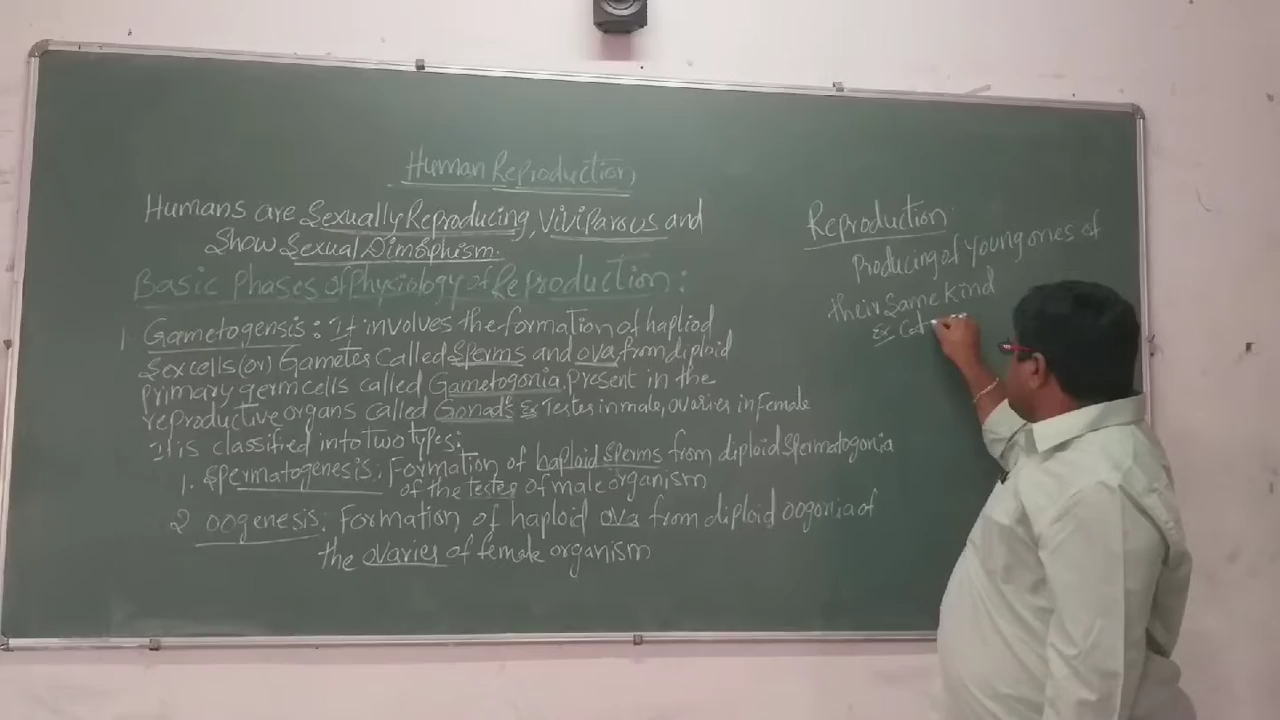 Human Reproduction
Humans are Sexually Reproducing, ViViParous and
Show Sexual Dimophism.
Basic Phases of Physiology of Reproduction:
1. Gametogensis: It involves the formation of hapliod
Sex cells (or) Gametes called Sperms and ova from diploid
primary germ cells called Gametogonia present in the
reproductive organs called Gonads Ex Testes in male, ovaries in Female
It is classified into Two types:
1. Spermatogenesis: Formation of haploid Sperms from diploid Spermatogonia
of the testes of male organism
2 oogenesis: Formation of haploid ova from diploid oogonia of
the ovaries of female organism
Reproduction:
Producing of young ones of
their Same Kind
Ex